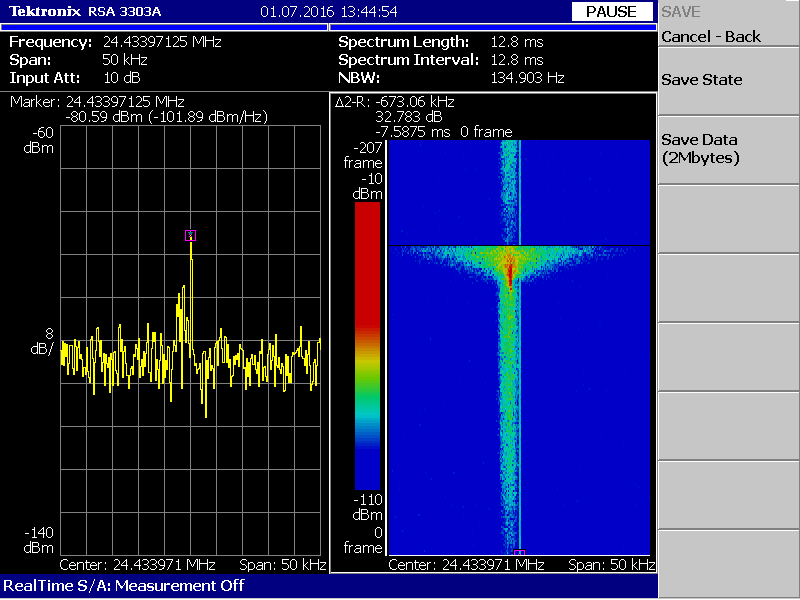 Tektronix RSA 3303A 01.07.2016 13:44:54 PAUSE
SAVE
Cancel - Back
Frequency: 24.43397125 MHz
Span: 50 kHz
Input Att: 10 dB
Spectrum Length: 12.8 ms
Spectrum Interval: 12.8 ms
NBW: 134.903 Hz
Save State
Save Data
(2Mbytes)
Marker: 24.43397125 MHz
-80.59 dBm (-101.89 dBm/Hz)
-60
dBm
8
dB/
-140
dBm
Center: 24.433971 MHz Span: 50 kHz
Δ2-R: -673.06 kHz
32.783 dB
-7.5875 ms 0 frame
-207
frame
-10
dBm
-110
dBm
0
frame
Center: 24.433971 MHz Span: 50 kHz
RealTime S/A: Measurement Off